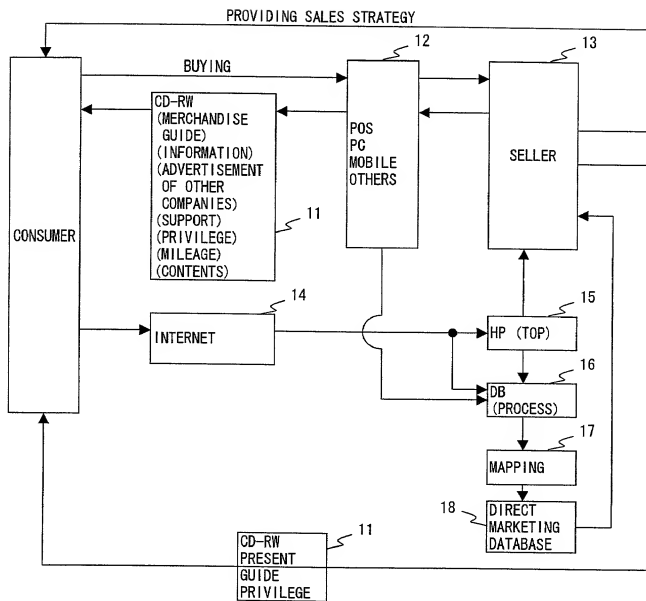 PROVIDING SALES STRATEGY
12
13
BUYING
CONSUMER
CD-RW
(MERCHANDISE
GUIDE)
(INFORMATION)
(ADVERTISEMENT
OF OTHER
COMPANIES)
(SUPPORT)
(PRIVILEGE)
(MILEAGE)
(CONTENTS)
11
POS
PC
MOBILE
OTHERS
SELLER
14
INTERNET
15
HP (TOP)
16
DB
(PROCESS)
17
MAPPING
18
DIRECT
MARKETING
DATABASE
CD-RW
PRESENT
GUIDE
PRIVILEGE
11